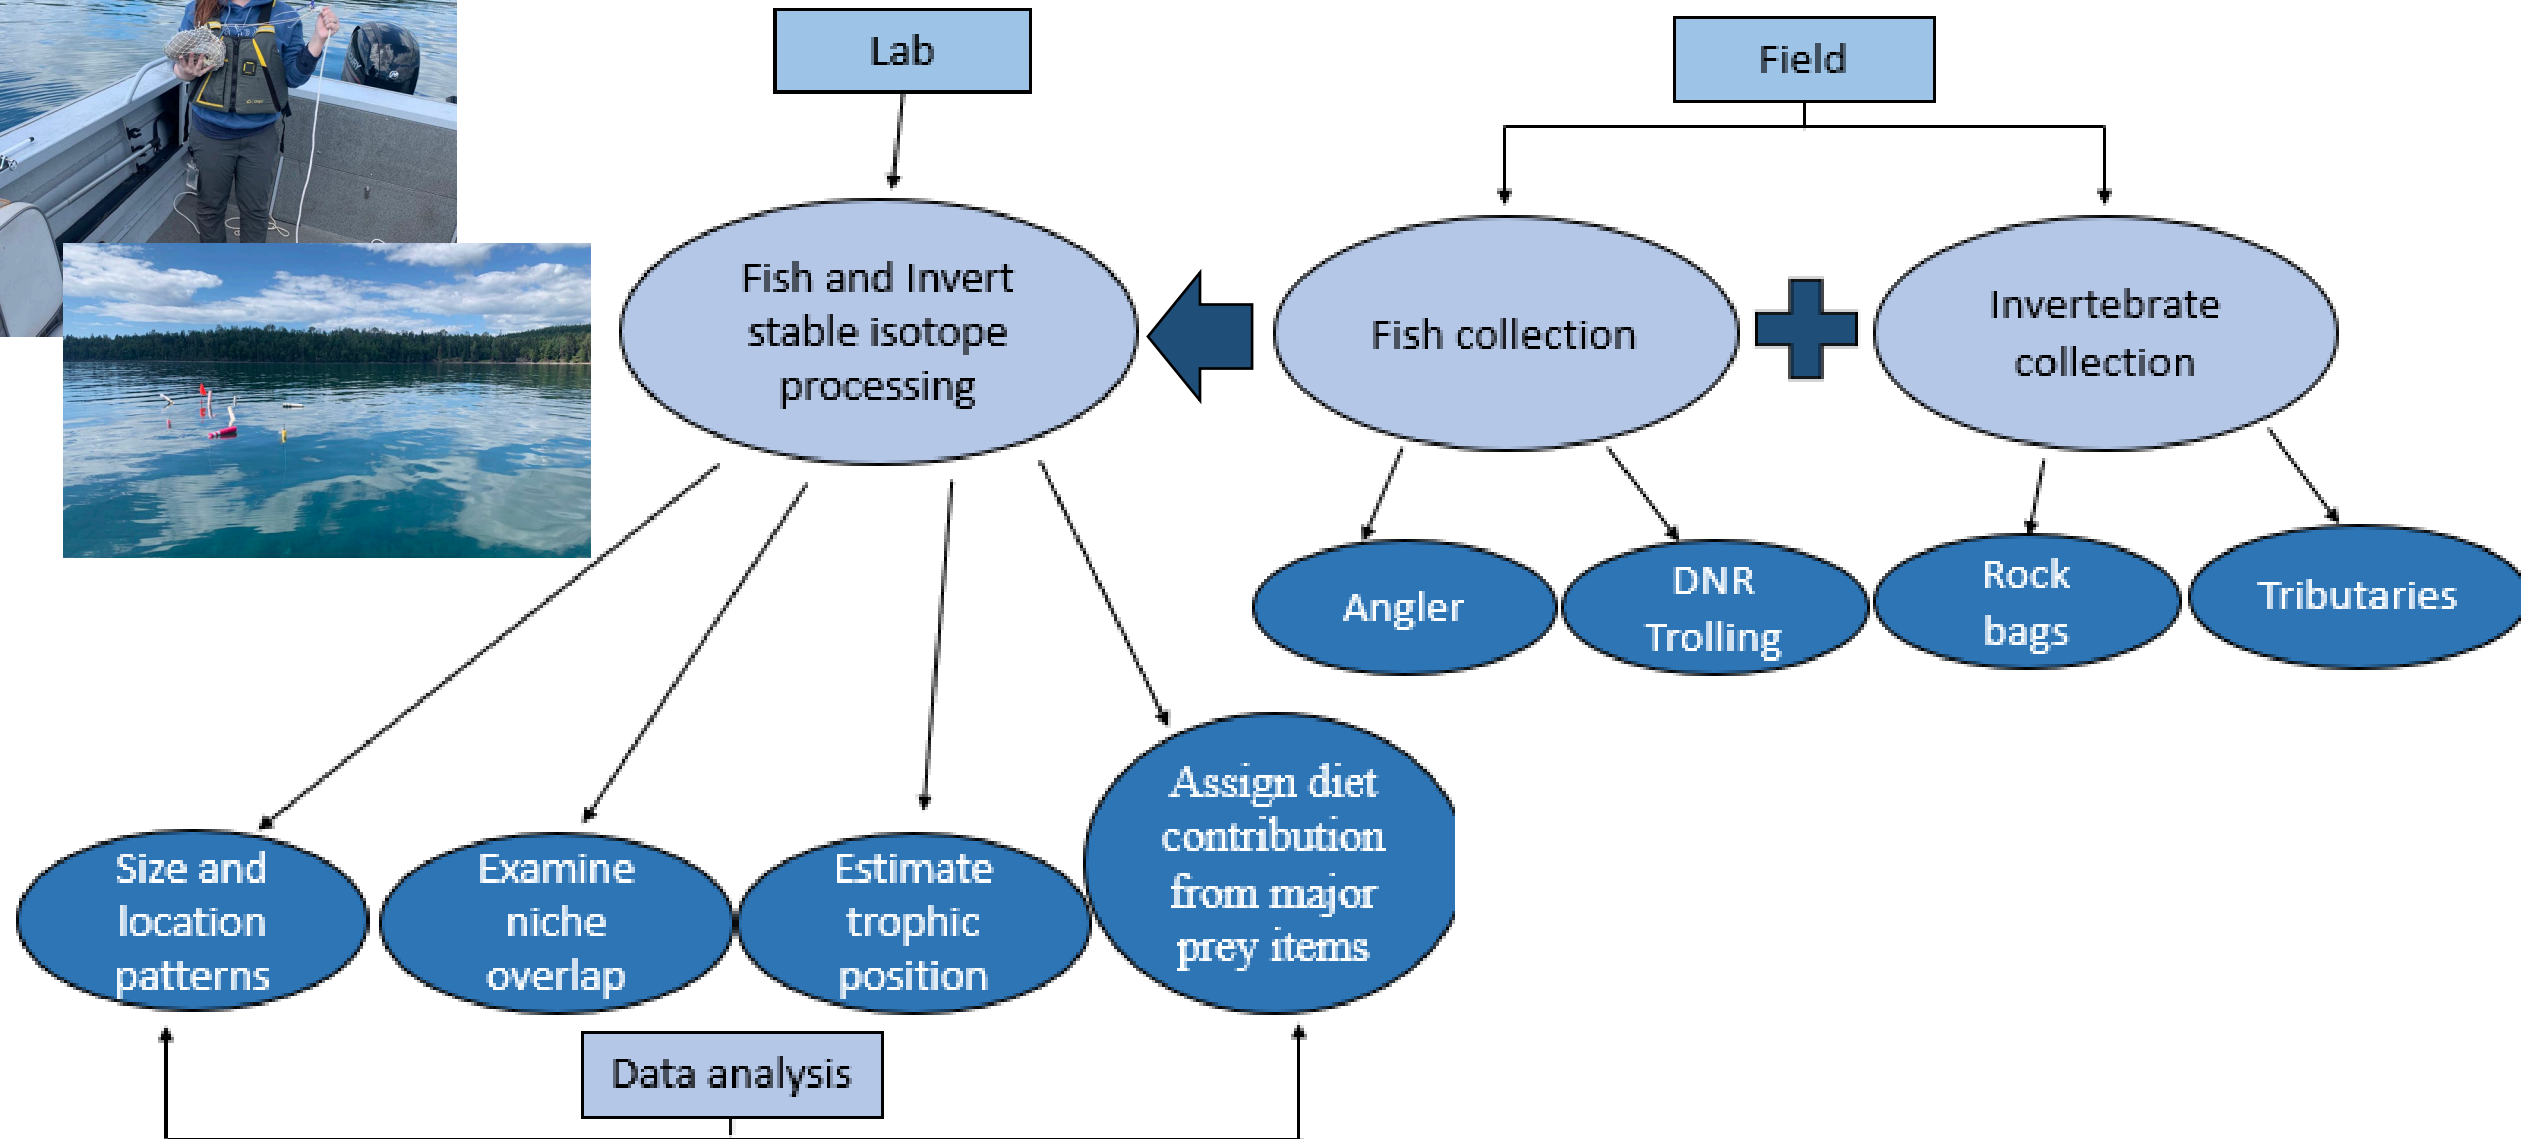 Lab
Field
Fish and Invert
stable isotope
processing
Fish collection
Invertebrate
collection
Angler
DNR
Trolling
Rock
bags
Tributaries
Size and
location
patterns
Examine
niche
overlap
Estimate
trophic
position
Assign diet
contribution
from major
prey items
Data analysis